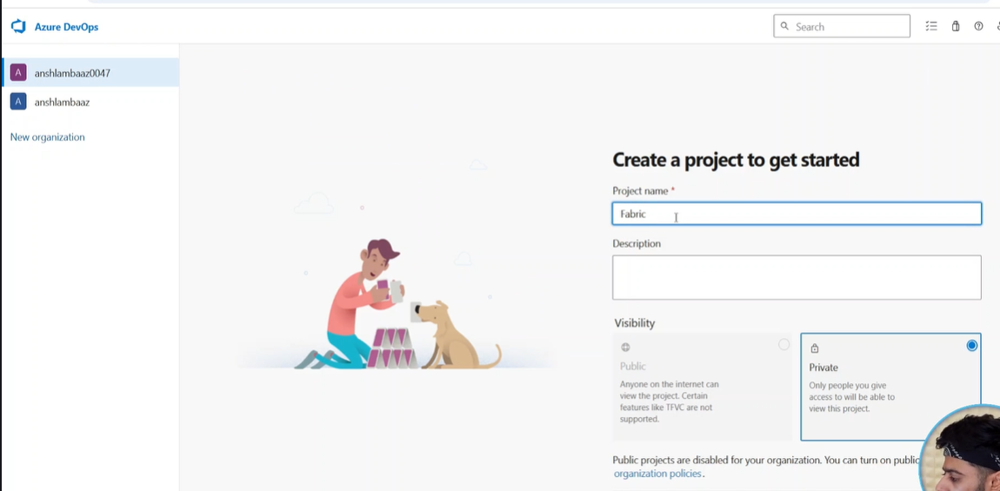 Azure DevOps
Search
A anshlambaaz0047
A anshlambaaz
New organization
Create a project to get started
Project name *
Fabric
Description
Visibility
Public
Anyone on the internet can
view the project. Certain
features like TFVC are not
supported.
Private
Only people you give
access to will be able to
view this project.
Public projects are disabled for your organization. You can turn on public
organization policies.